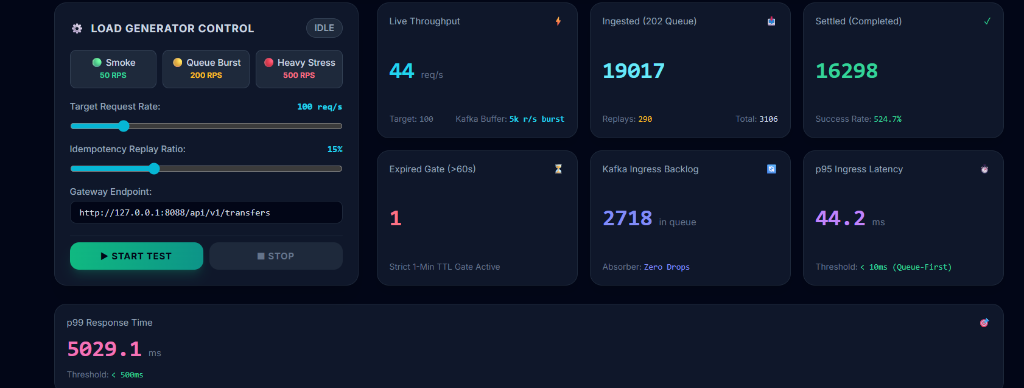 LOAD GENERATOR CONTROL
IDLE
Smoke
50 RPS
Queue Burst
200 RPS
Heavy Stress
500 RPS
Target Request Rate:
100 req/s
Idempotency Replay Ratio:
15%
Gateway Endpoint:
http://127.0.0.1:8088/api/v1/transfers
START TEST
STOP
Live Throughput
44 req/s
Target: 100
Kafka Buffer: 5k r/s burst
Ingested (202 Queue)
19017
Replays: 290
Total: 3106
Settled (Completed)
16298
Success Rate: 524.7%
Expired Gate (>60s)
1
Strict 1-Min TTL Gate Active
Kafka Ingress Backlog
2718 in queue
Absorber: Zero Drops
p95 Ingress Latency
44.2 ms
Threshold: < 10ms (Queue-First)
p99 Response Time
5029.1 ms
Threshold: < 500ms